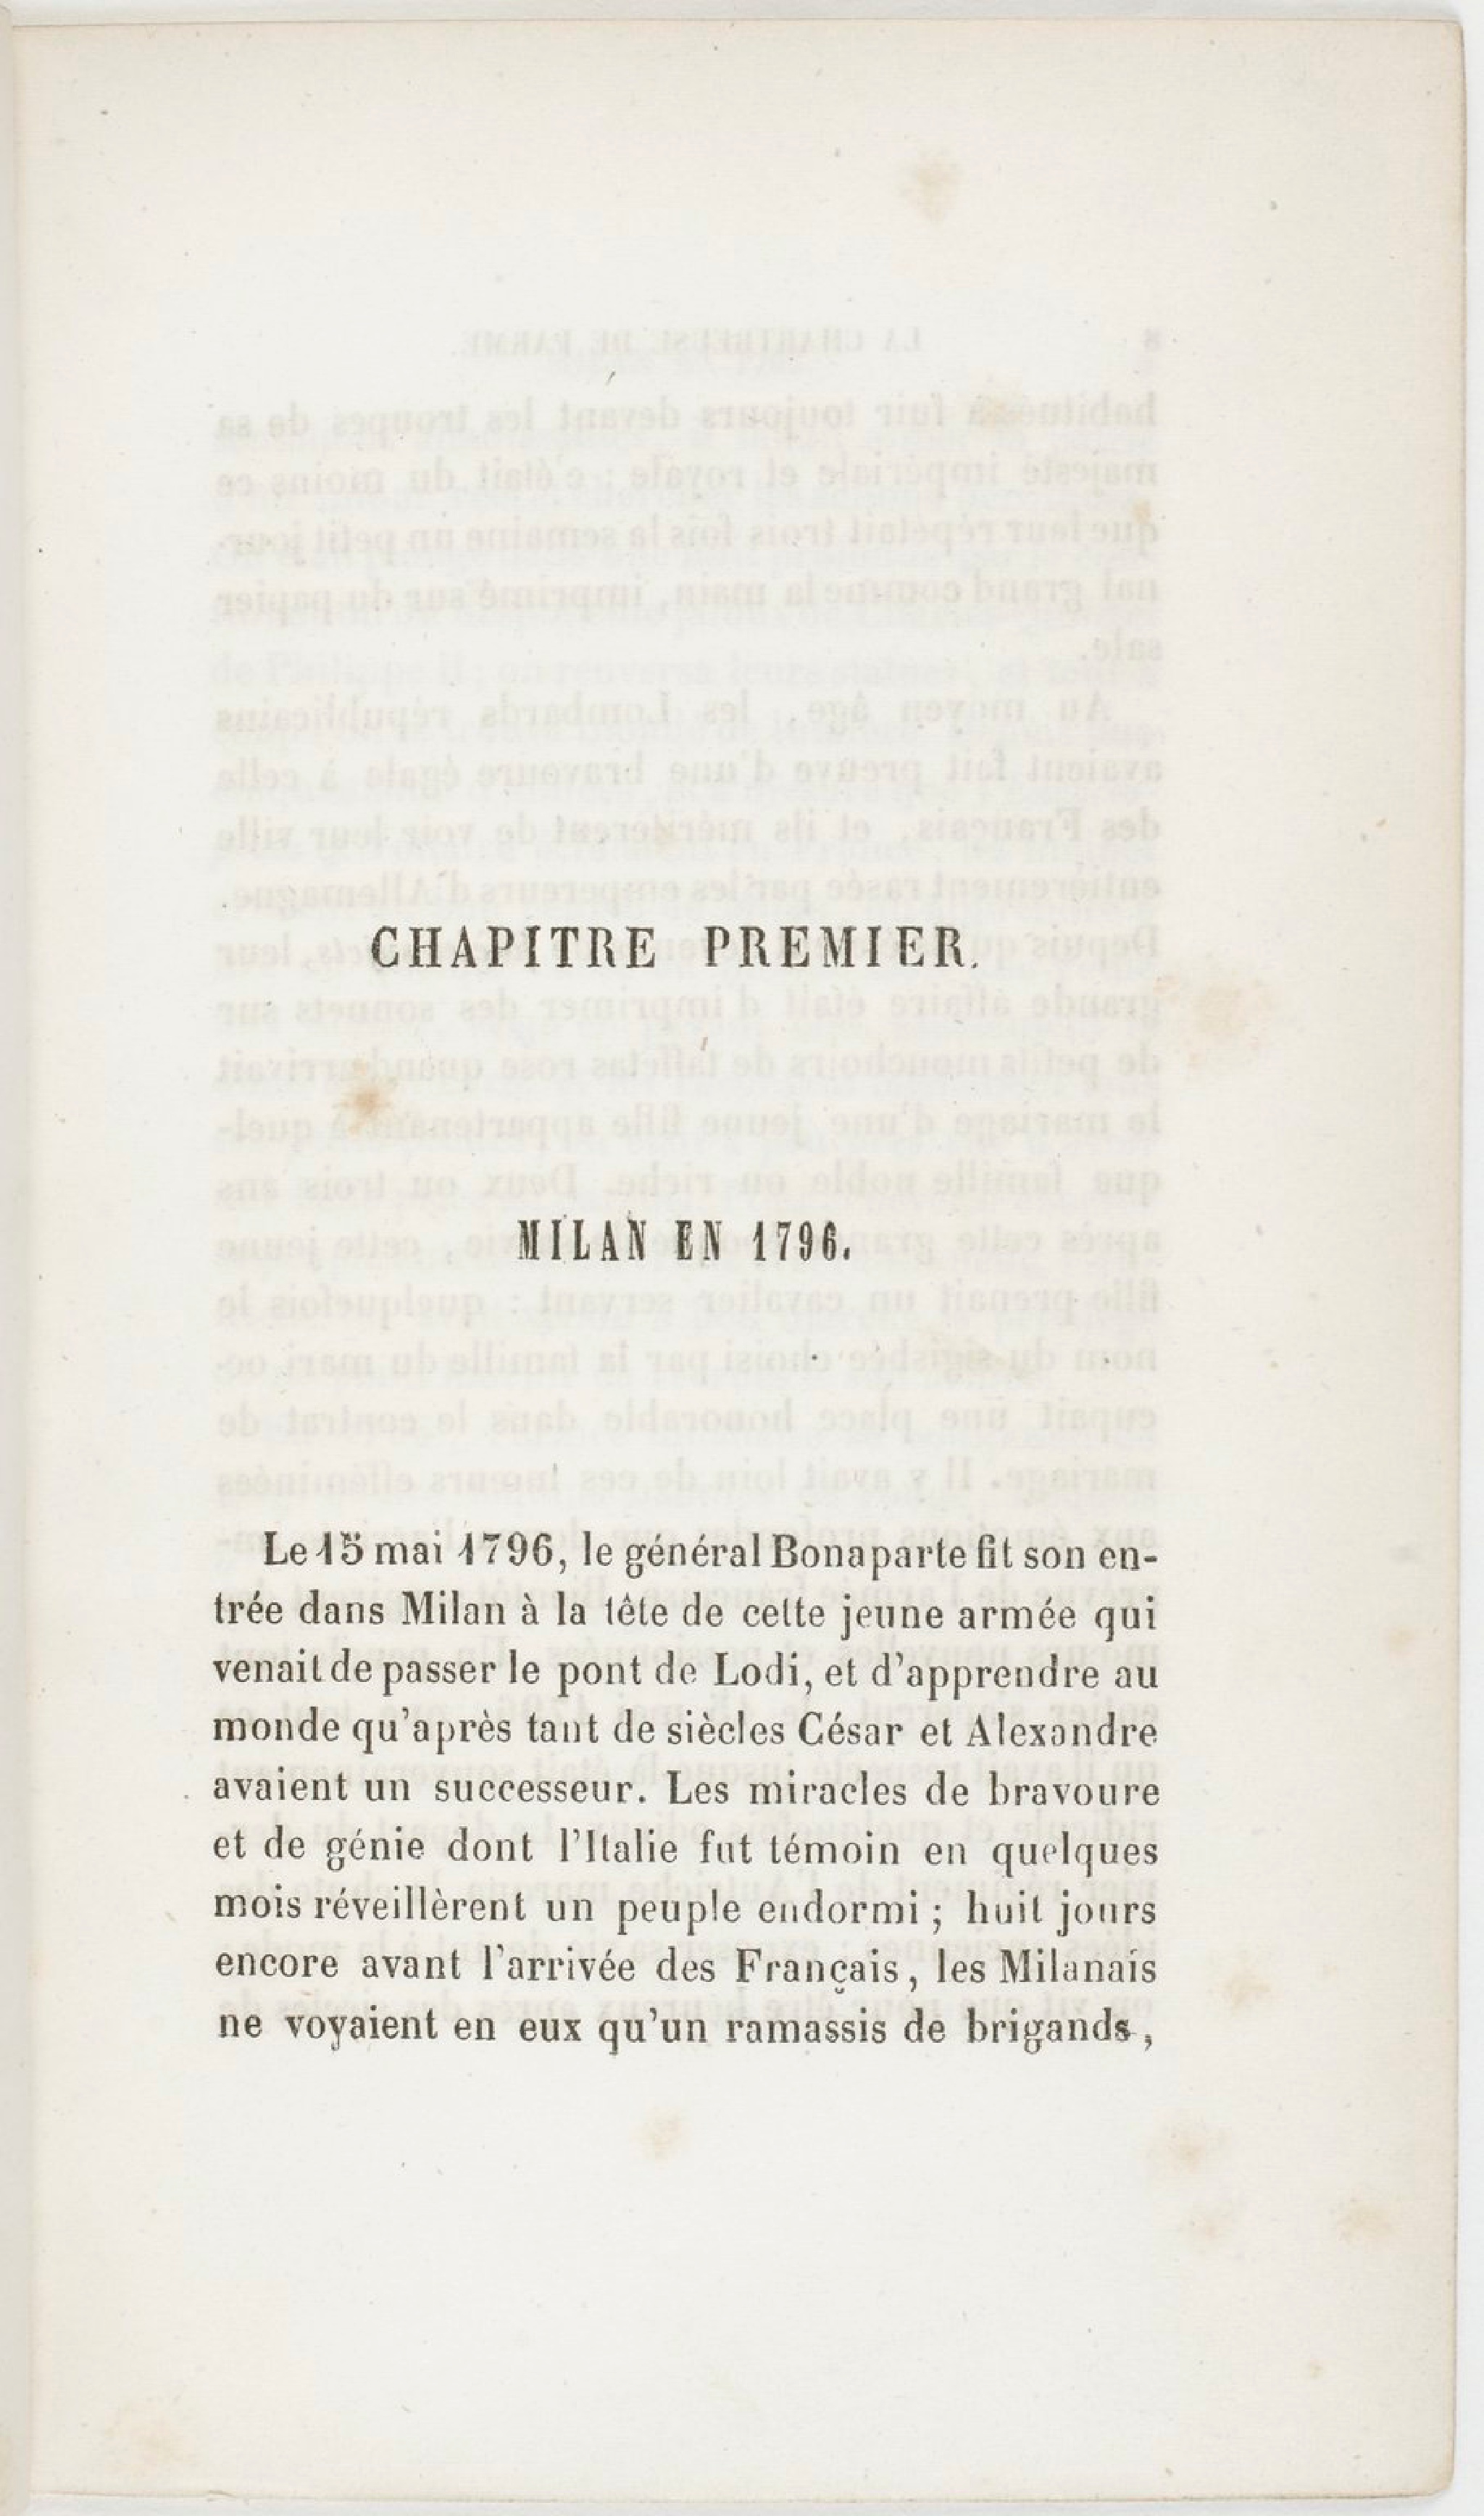 CHAPITRE PREMIER.
MILAN EN 1796.
Le 15 mai 1796, le général Bonaparte fit son en-
trée dans Milan à la tête de cette jeune armée qui
venait de passer le pont de Lodi, et d'apprendre au
monde qu'après tant de siècles César et Alexandre
avaient un successeur. Les miracles de bravoure
et de génie dont l'Italie fut témoin en quelques
mois réveillèrent un peuple endormi ; huit jours
encore avant l'arrivée des Français, les Milanais
ne voyaient en eux qu'un ramassis de brigands,